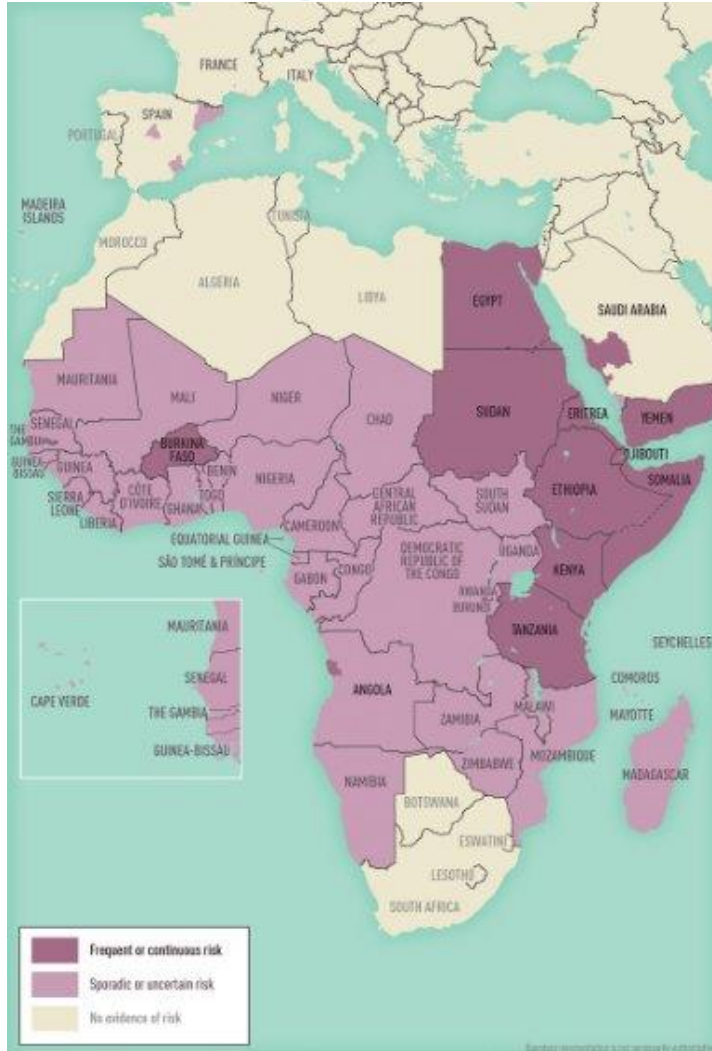 FRANCE
ITALY
SPAIN
PORTUGAL
MADEIRA
ISLANDS
TUNISIA
MOROCCO
ALGERIA
LIBYA
EGYPT
SAUDI ARABIA
MAURITANIA
MALI
NIGER
CHAD
SUDAN
ERITREA
YEMEN
SENEGAL
THE
GAMBIA
GUINEA-
BISSAU
GUINEA
BURKINA
FASO
DJIBOUTI
SIERRA
LEONE
LIBERIA
CÔTE
D'IVOIRE
GHANA
TOGO
BENIN
NIGERIA
CENTRAL
AFRICAN
REPUBLIC
SOUTH
SUDAN
ETHIOPIA
SOMALIA
CAMEROON
EQUATORIAL GUINEA
SÃO TOMÉ & PRÍNCIPE
GABON
CONGO
DEMOCRATIC
REPUBLIC OF
THE CONGO
UGANDA
KENYA
RWANDA
BURUNDI
TANZANIA
SEYCHELLES
MAURITANIA
SENEGAL
CAPE VERDE
THE GAMBIA
GUINEA-BISSAU
ANGOLA
COMOROS
MALAWI
ZAMBIA
MAYOTTE
MOZAMBIQUE
ZIMBABWE
MADAGASCAR
NAMIBIA
BOTSWANA
ESWATINI
LESOTHO
SOUTH AFRICA
Frequent or continuous risk
Sporadic or uncertain risk
No evidence of risk